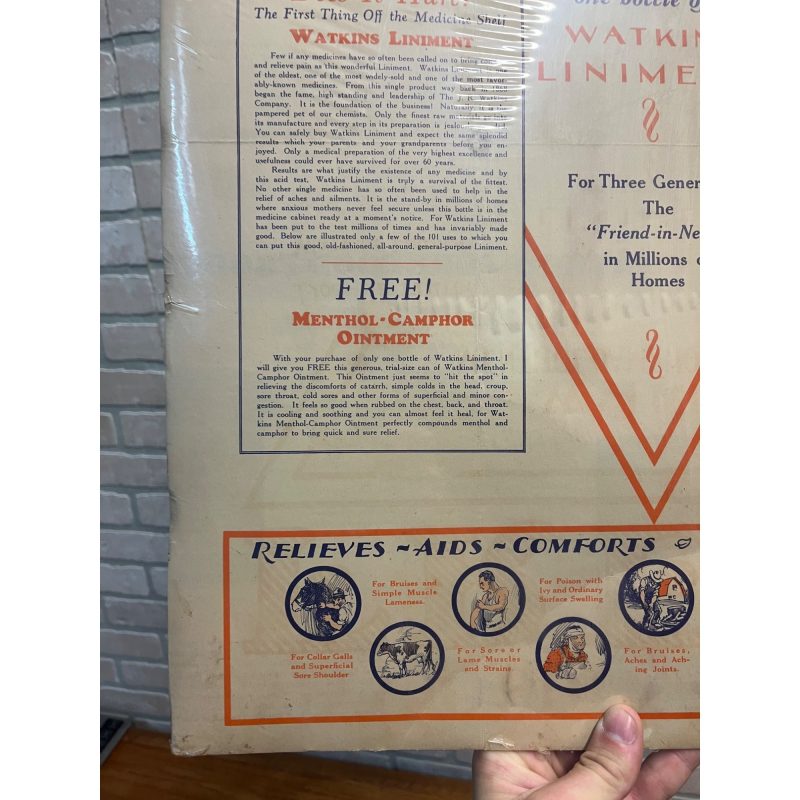 The First Thing Off the Medicine Shelf
WATKINS LINIMENT
Few if any medicines have so often been called on to bring
and relieve pain as this wonderful Liniment. Watkins
of the oldest, one of the most widely-sold and one of the most favor-
ably-known medicines. From this single product way back in
began the fame, high standing and leadership of The J. R. Watkins
Company. It is the foundation of the business! Naturally, it is the
pampered pet of our chemists. Only the finest raw materials go into
its manufacture and every step in its preparation is
You can safely buy Watkins Liniment and expect the same splendid
results which your parents and your grandparents before you en-
joyed. Only a medical preparation of the very highest excellence and
usefulness could ever have survived for over 60 years.
Results are what justify the existence of any medicine and by
this acid test, Watkins Liniment is truly a survival of the fittest.
No other single medicine has so often been used to help in the
relief of aches and ailments. It is the stand-by in millions of homes
where anxious mothers never feel secure unless this bottle is in the
medicine cabinet ready at a moment's notice. For Watkins Liniment
has been put to the test millions of times and has invariably made
good. Below are illustrated only a few of the 101 uses to which you
can put this good, old-fashioned, all-around, general-purpose Liniment.
FREE!
MENTHOL-CAMPHOR
OINTMENT
With your purchase of only one bottle of Watkins Liniment, I
will give you FREE this generous, trial-size can of Watkins Menthol-
Camphor Ointment. This Ointment just seems to "hit the spot" in
relieving the discomforts of catarrh, simple colds in the head, croup,
sore throat, cold sores and other forms of superficial and minor con-
gestion. It feels so good when rubbed on the chest, back, and throat.
It is cooling and soothing and you can almost feel it heal, for Wat-
kins Menthol-Camphor Ointment perfectly compounds menthol and
camphor to bring quick and sure relief.
one bottle
WATKIN
LINIME
For Three Gener
The
"Friend-in-Ne
in Millions
Homes
RELIEVES ~ AIDS ~ COMFORTS
For Collar Galls
and Superficial
Sore Shoulder
For Bruises and
Simple Muscle
Lameness.
For Sore or
Lame Muscles
and Strains.
For Poison with
Ivy and Ordinary
Surface Swelling
For Bruises,
Aches and Ach-
ing Joints.